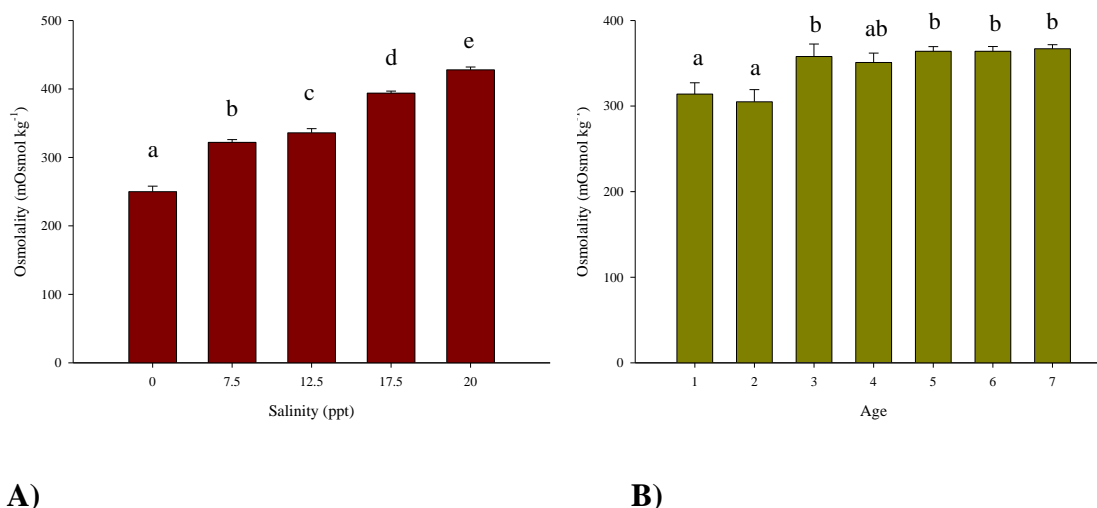 500
400
300
200
100
0
Osmolality (mOsmol kg⁻¹)
a
b
c
d
e
0 7.5 12.5 17.5 20
Salinity (ppt)
A)
400
300
200
100
0
Osmolality (mOsmol kg
a
a
b
ab
b
b
b
1 2 3 4 5 6 7
Age
B)